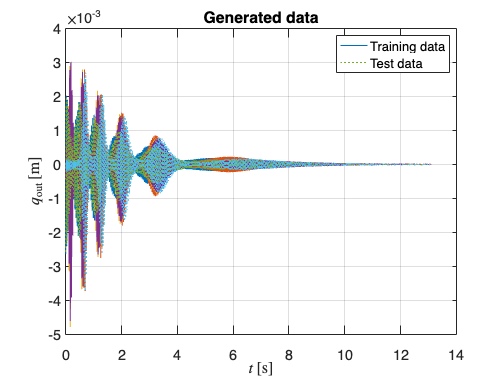 Generated data
×10⁻³
Training data
Test data
4
3
2
1
0
-1
-2
-3
-4
-5
q_out [m]
0 2 4 6 8 10 12 14
t [s]